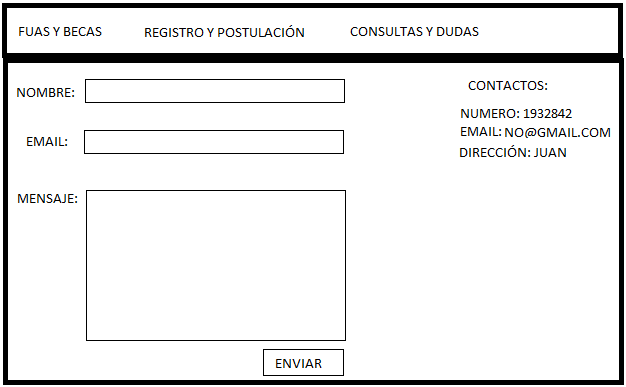 FUAS Y BECAS
REGISTRO Y POSTULACIÓN
CONSULTAS Y DUDAS
NOMBRE:
EMAIL:
MENSAJE:
ENVIAR
CONTACTOS:
NUMERO: 1932842
EMAIL: NO@GMAIL.COM
DIRECCIÓN: JUAN